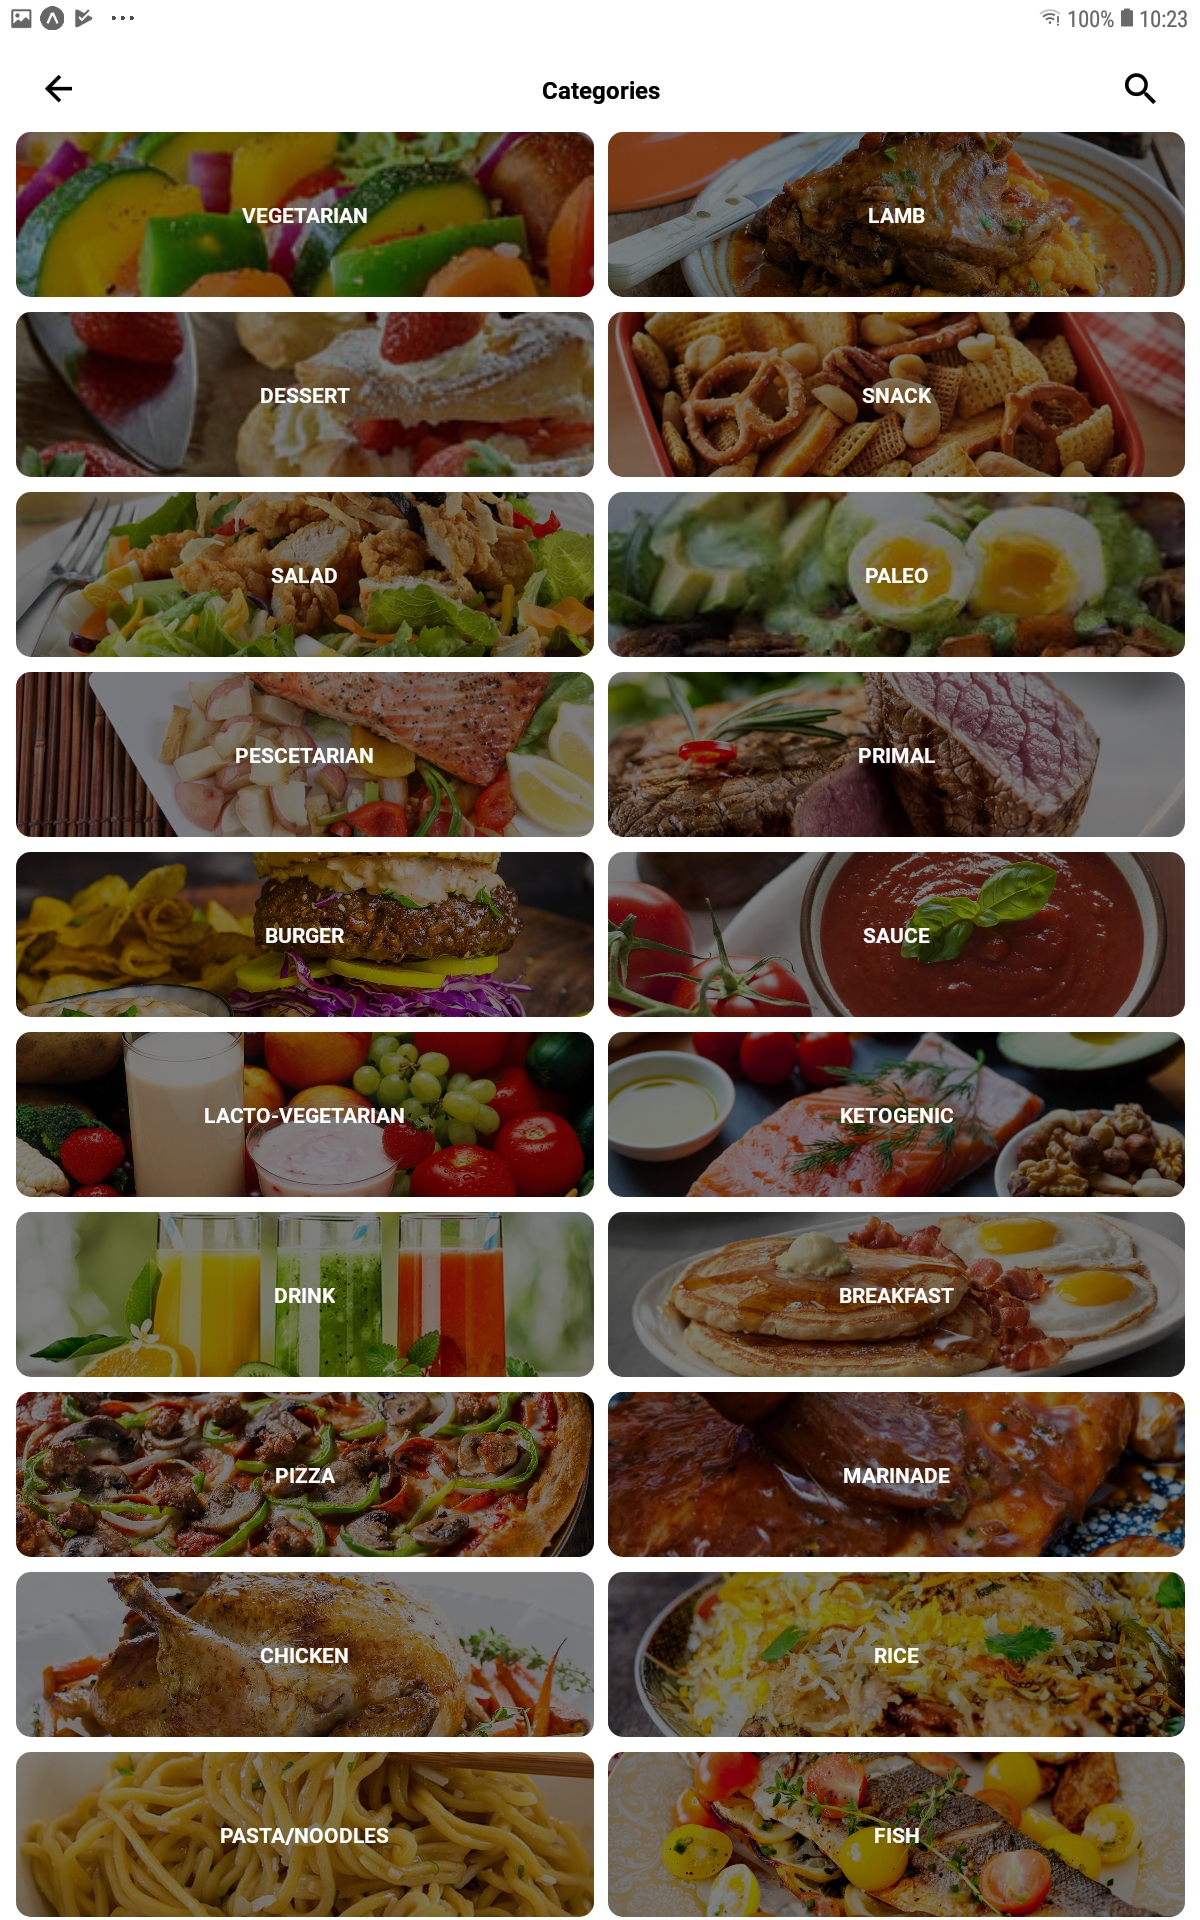 100% 10:23
Categories
VEGETARIAN
LAMB
DESSERT
SNACK
SALAD
PALEO
PESCETARIAN
PRIMAL
BURGER
SAUCE
LACTO-VEGETARIAN
KETOGENIC
DRINK
BREAKFAST
PIZZA
MARINADE
CHICKEN
RICE
PASTA/NOODLES
FISH